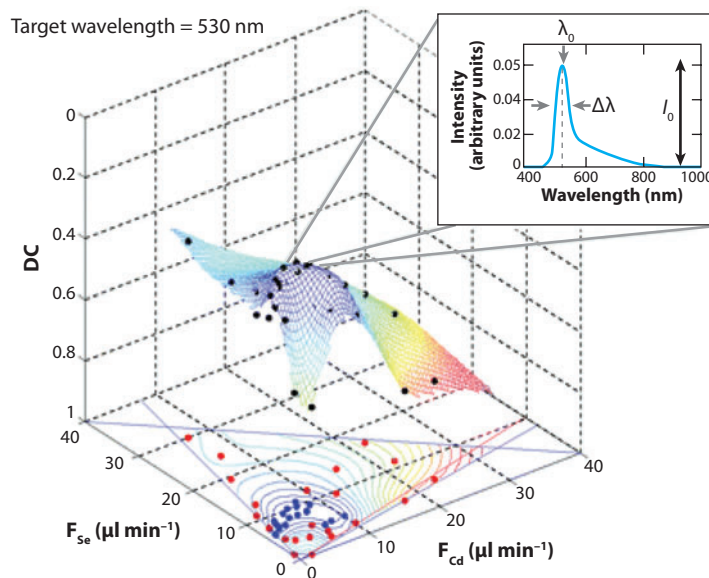 Target wavelength = 530 nm
DC
0
0.2
0.4
0.6
0.8
1
40
30
20
10
0
F_Se (µl min⁻¹)
0
10
20
30
40
F_Cd (µl min⁻¹)
λ₀
Intensity
(arbitrary units)
0.05
0.04
0.02
0
Δλ
I₀
400
600
800
1000
Wavelength (nm)